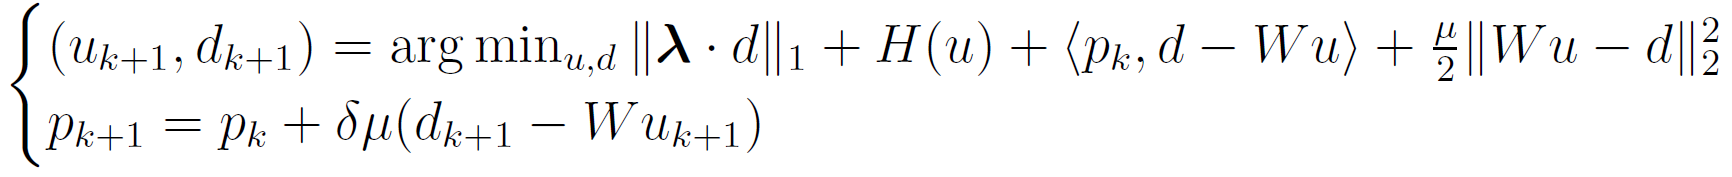 (u_{k+1}, d_{k+1}) = arg min_{u,d} ‖λ · d‖_1 + H(u) + ⟨p_k, d − Wu⟩ + \frac{μ}{2}‖Wu − d‖_2^2
p_{k+1} = p_k + δμ(d_{k+1} − Wu_{k+1})